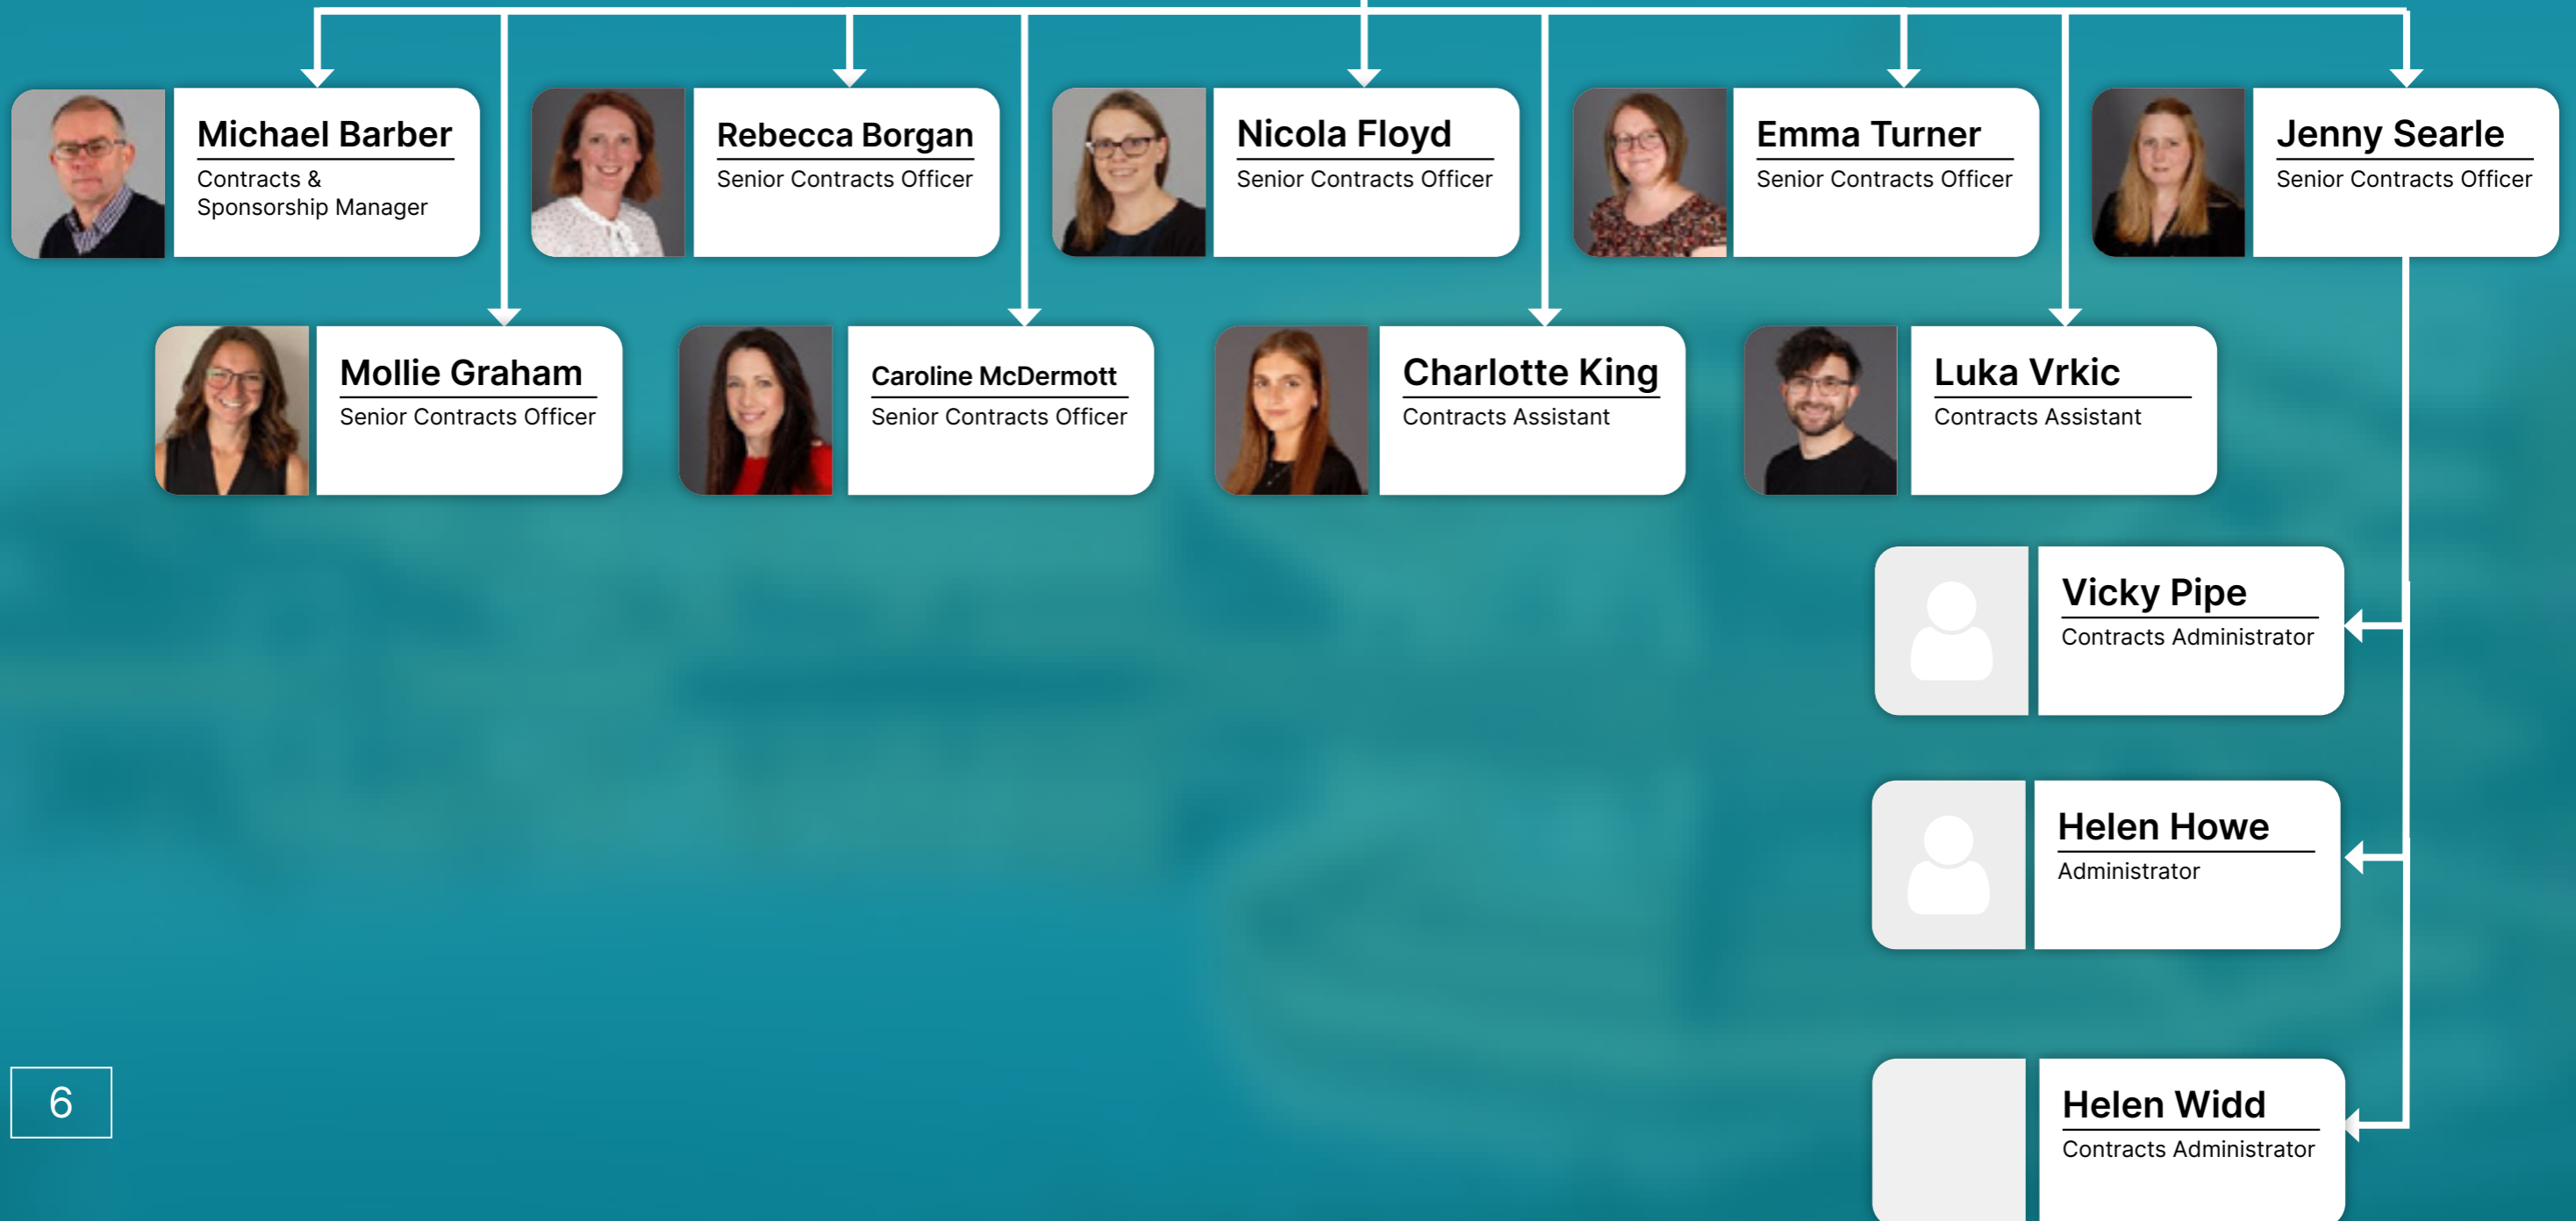 Michael Barber
Contracts &
Sponsorship Manager
Rebecca Borgan
Senior Contracts Officer
Nicola Floyd
Senior Contracts Officer
Emma Turner
Senior Contracts Officer
Jenny Searle
Senior Contracts Officer
Mollie Graham
Senior Contracts Officer
Caroline McDermott
Senior Contracts Officer
Charlotte King
Contracts Assistant
Luka Vrkic
Contracts Assistant
Vicky Pipe
Contracts Administrator
Helen Howe
Administrator
Helen Widd
Contracts Administrator
6